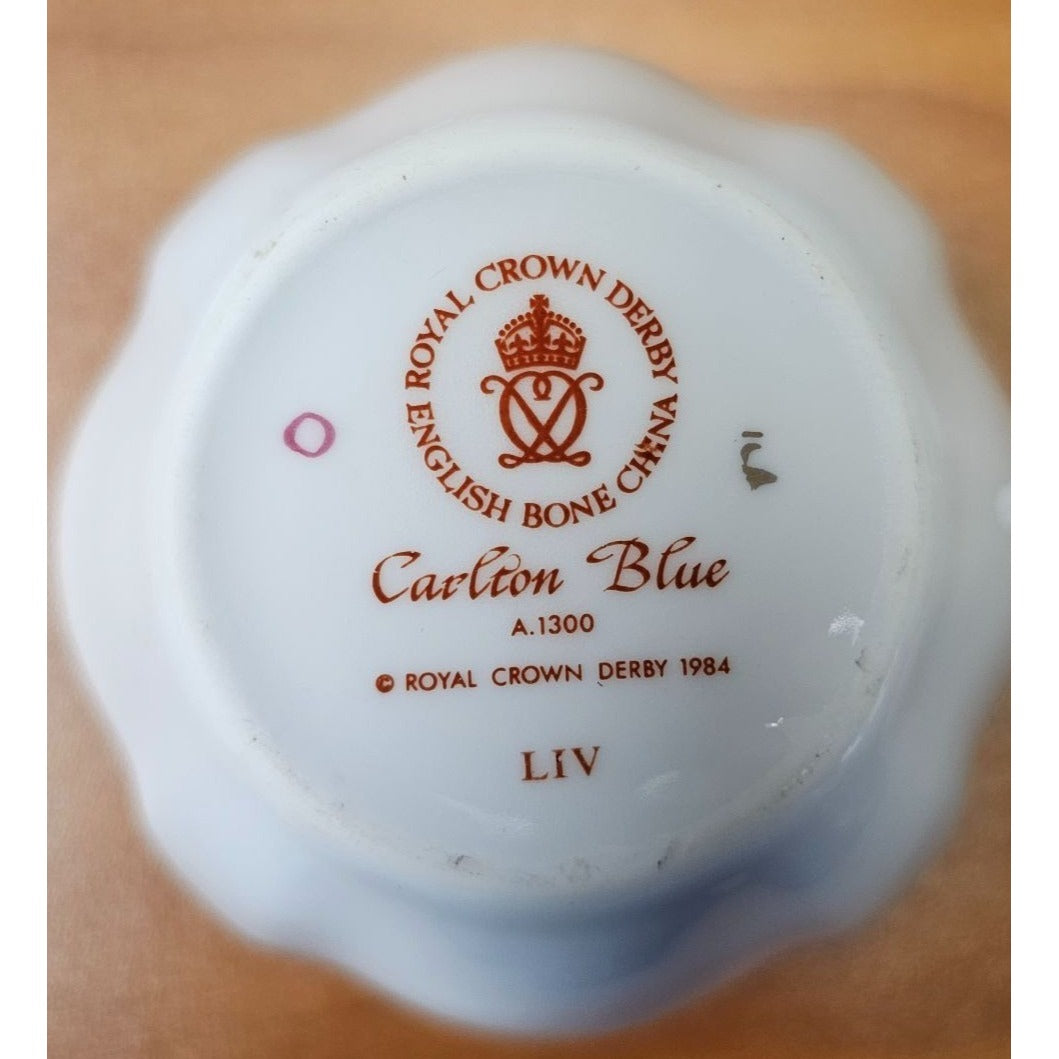 ROYAL CROWN DERBY
ENGLISH BONE CHINA
Carlton Blue
A.1300
© ROYAL CROWN DERBY 1984
LIV